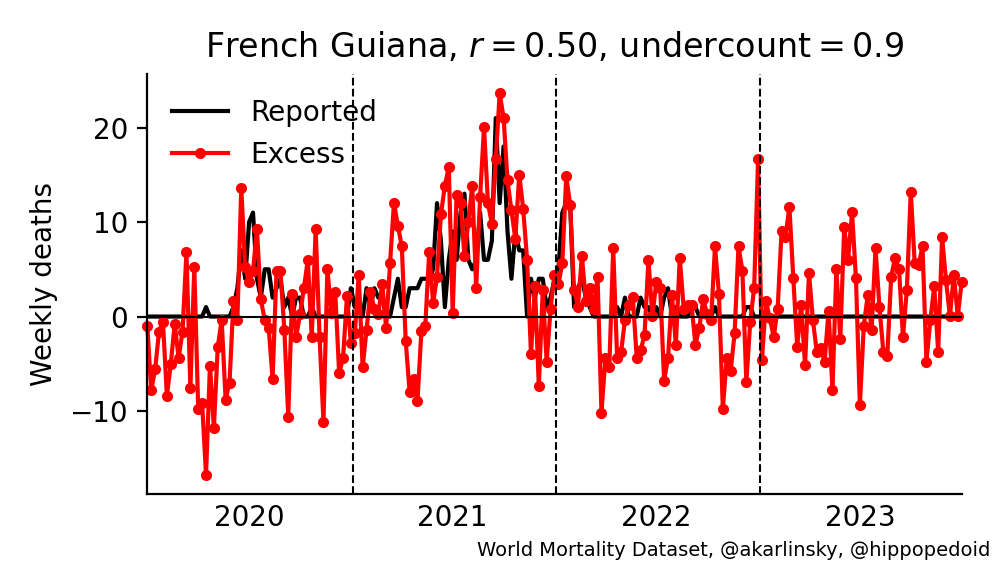 French Guiana, r = 0.50, undercount = 0.9
Reported
Excess
Weekly deaths
20
10
0
−10
2020 2021 2022 2023
World Mortality Dataset, @akarlinsky, @hippopedoid